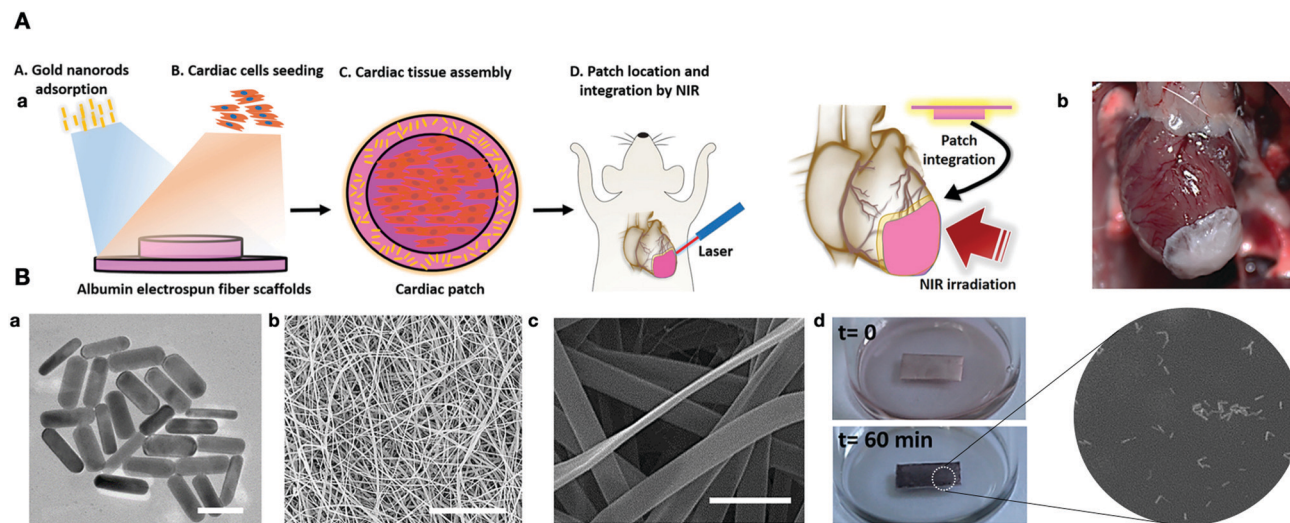 A
A. Gold nanorods
adsorption
B. Cardiac cells seeding
C. Cardiac tissue assembly
D. Patch location and
integration by NIR
a
b
Patch
integration
Laser
Albumin electrospun fiber scaffolds
Cardiac patch
NIR irradiation
B
a
b
c
d
t= 0
t= 60 min